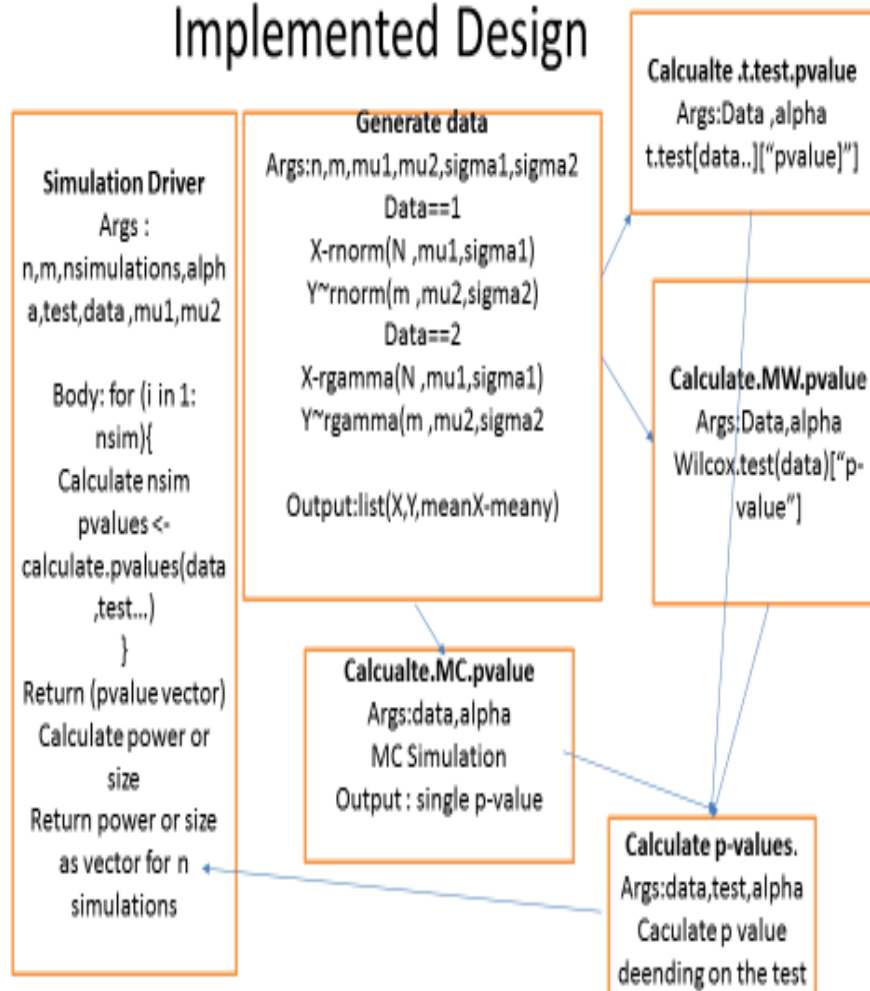 Implemented Design
Simulation Driver
Args :
n,m,nsimulations,alph
a,test,data ,mu1,mu2
Body: for (i in 1:
nsim){
Calculate nsim
pvalues <-
calculate.pvalues(data
,test...)
}
Return (pvalue vector)
Calculate power or
size
Return power or size
as vector for n
simulations
Generate data
Args:n,m,mu1,mu2,sigma1,sigma2
Data==1
X-rnorm(N ,mu1,sigma1)
Y~rnorm(m ,mu2,sigma2)
Data==2
X-rgamma(N ,mu1,sigma1)
Y~rgamma(m ,mu2,sigma2
Output:list(X,Y,meanX-meany)
Calcualte .t.test.pvalue
Args:Data ,alpha
t.test[data..][“pvalue]”]
Calculate.MW.pvalue
Args:Data,alpha
Wilcox.test(data)[“p-
value”]
Calcualte.MC.pvalue
Args:data,alpha
MC Simulation
Output : single p-value
Calculate p-values.
Args:data,test,alpha
Caculate p value
deending on the test